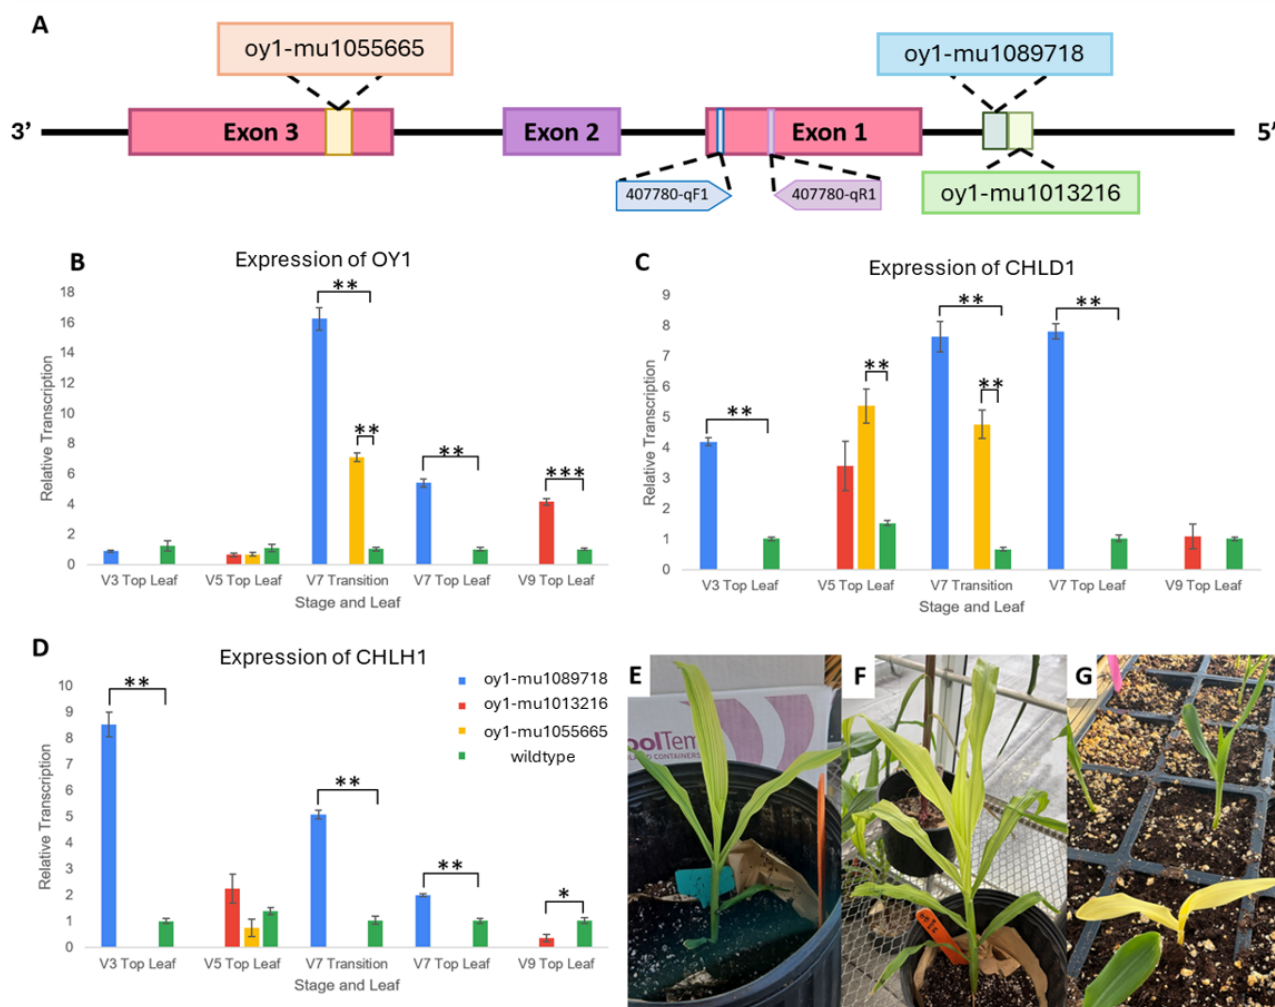 A
oy1-mu1055665
oy1-mu1089718
3’
Exon 3
Exon 2
Exon 1
5’
407780-qF1
407780-qR1
oy1-mu1013216
B
Expression of OY1
Relative Transcription
18
16
14
12
10
8
6
4
2
0
**
**
**
***
V3 Top Leaf
V5 Top Leaf
V7 Transition
V7 Top Leaf
V9 Top Leaf
Stage and Leaf
C
Expression of CHLD1
Relative Transcription
9
8
7
6
5
4
3
2
1
0
**
**
**
**
**
V3 Top Leaf
V5 Top Leaf
V7 Transition
V7 Top Leaf
V9 Top Leaf
Stage and Leaf
D
Expression of CHLH1
Relative Transcription
10
9
8
7
6
5
4
3
2
1
0
**
**
**
*
V3 Top Leaf
V5 Top Leaf
V7 Transition
V7 Top Leaf
V9 Top Leaf
Stage and Leaf
oy1-mu1089718
oy1-mu1013216
oy1-mu1055665
wildtype
E
oolTem
CONTAINERS
F
G